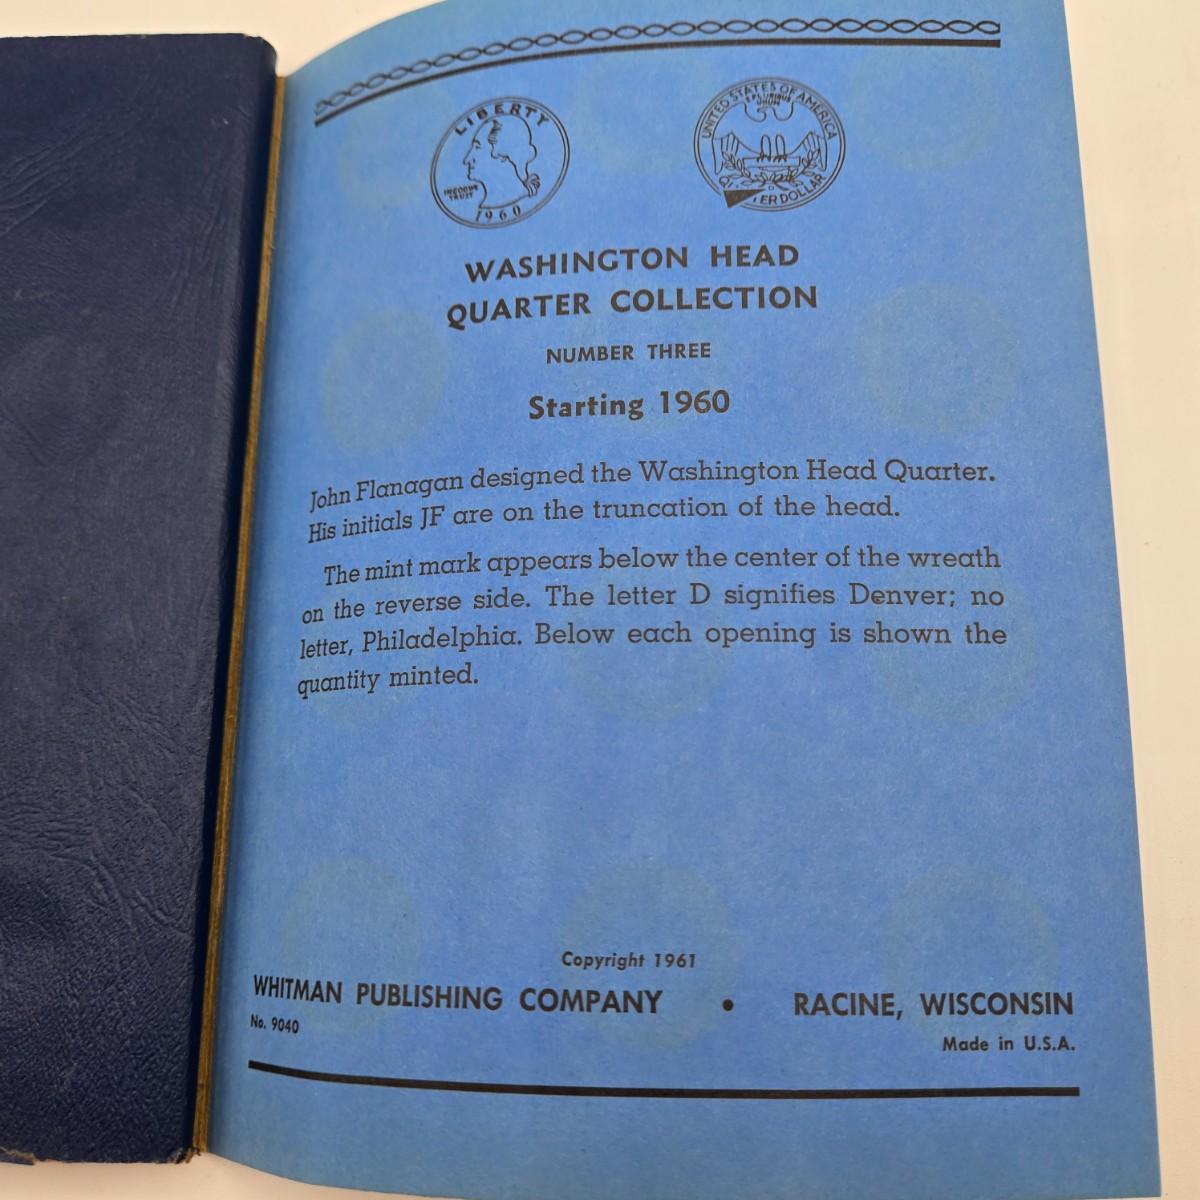 LIBERTY
IN GOD WE
TRUST
1960
UNITED STATES OF AMERICA
E PLURIBUS
UNUM
ER DOLLAR
WASHINGTON HEAD
QUARTER COLLECTION
NUMBER THREE
Starting 1960
John Flanagan designed the Washington Head Quarter.
His initials JF are on the truncation of the head.
The mint mark appears below the center of the wreath
on the reverse side. The letter D signifies Denver; no
letter, Philadelphia. Below each opening is shown the
quantity minted.
Copyright 1961
WHITMAN PUBLISHING COMPANY • RACINE, WISCONSIN
No. 9040
Made in U.S.A.